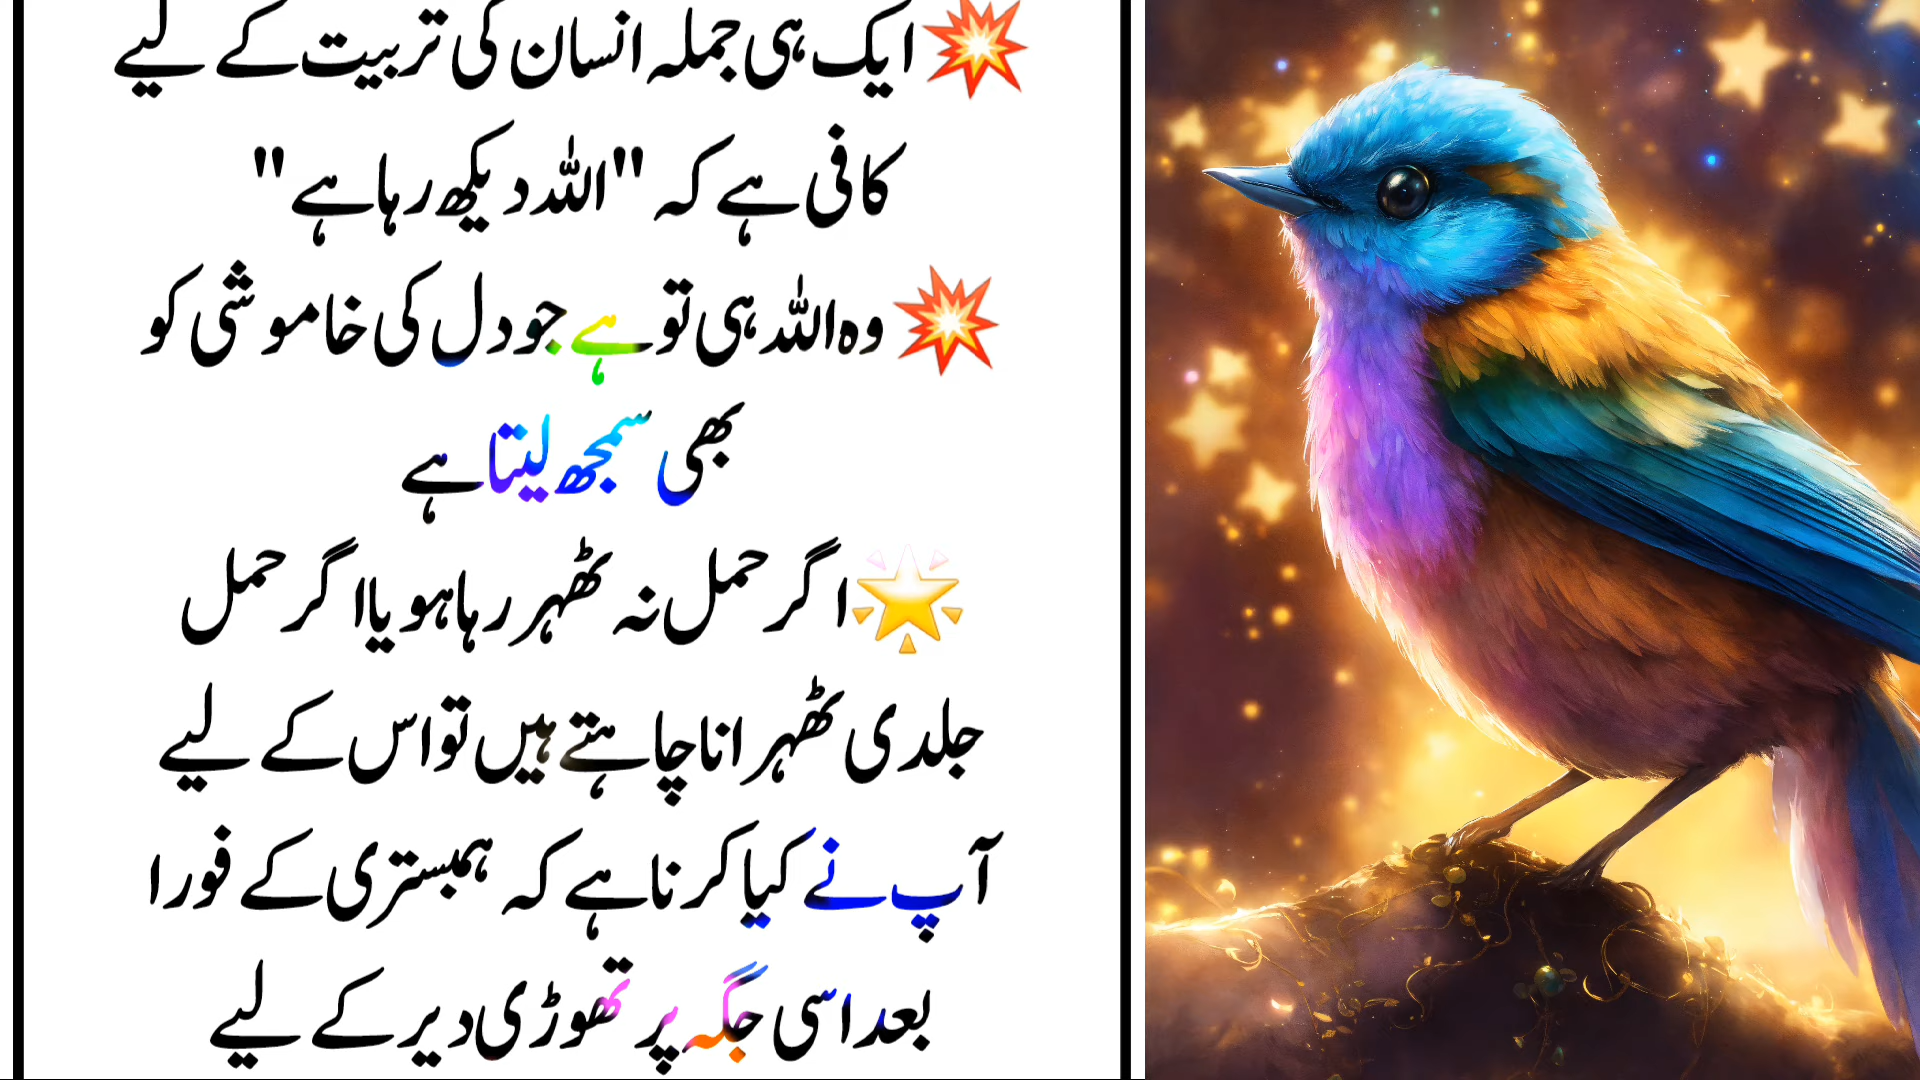 💥ایک ہی جملہ انسان کی تربیت کے لیے
کافی ہے کہ "اللہ دیکھ رہا ہے"
💥 وہ اللہ ہی تو ہے جو دل کی خاموشی کو
بھی سمجھ لیتا ہے
🌟اگر حمل نہ ٹھہر رہا ہو یا اگر حمل
جلدی ٹھہرانا چاہتے ہیں تو اس کے لیے
آپ نے کیا کرنا ہے کہ ہمبستری کے فورا
بعد اسی جگہ پر تھوڑی دیر کے لیے